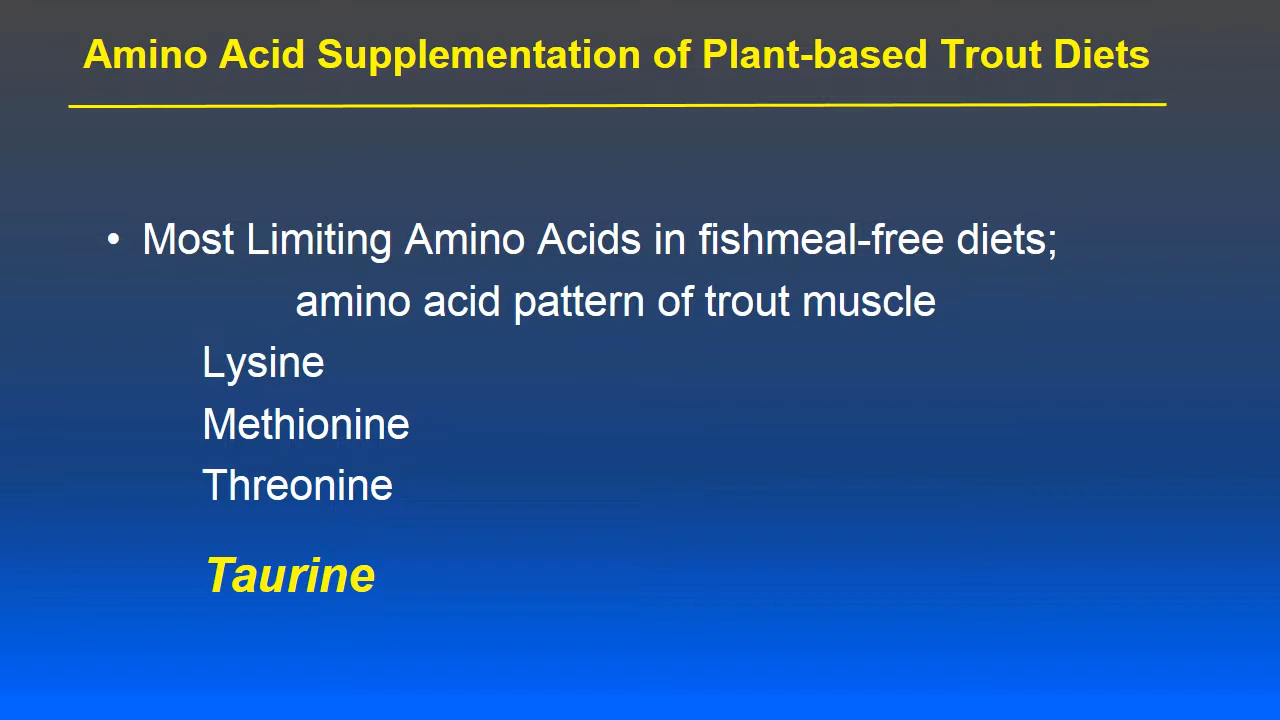 Amino Acid Supplementation of Plant-based Trout Diets
• Most Limiting Amino Acids in fishmeal-free diets;
amino acid pattern of trout muscle
Lysine
Methionine
Threonine
Taurine